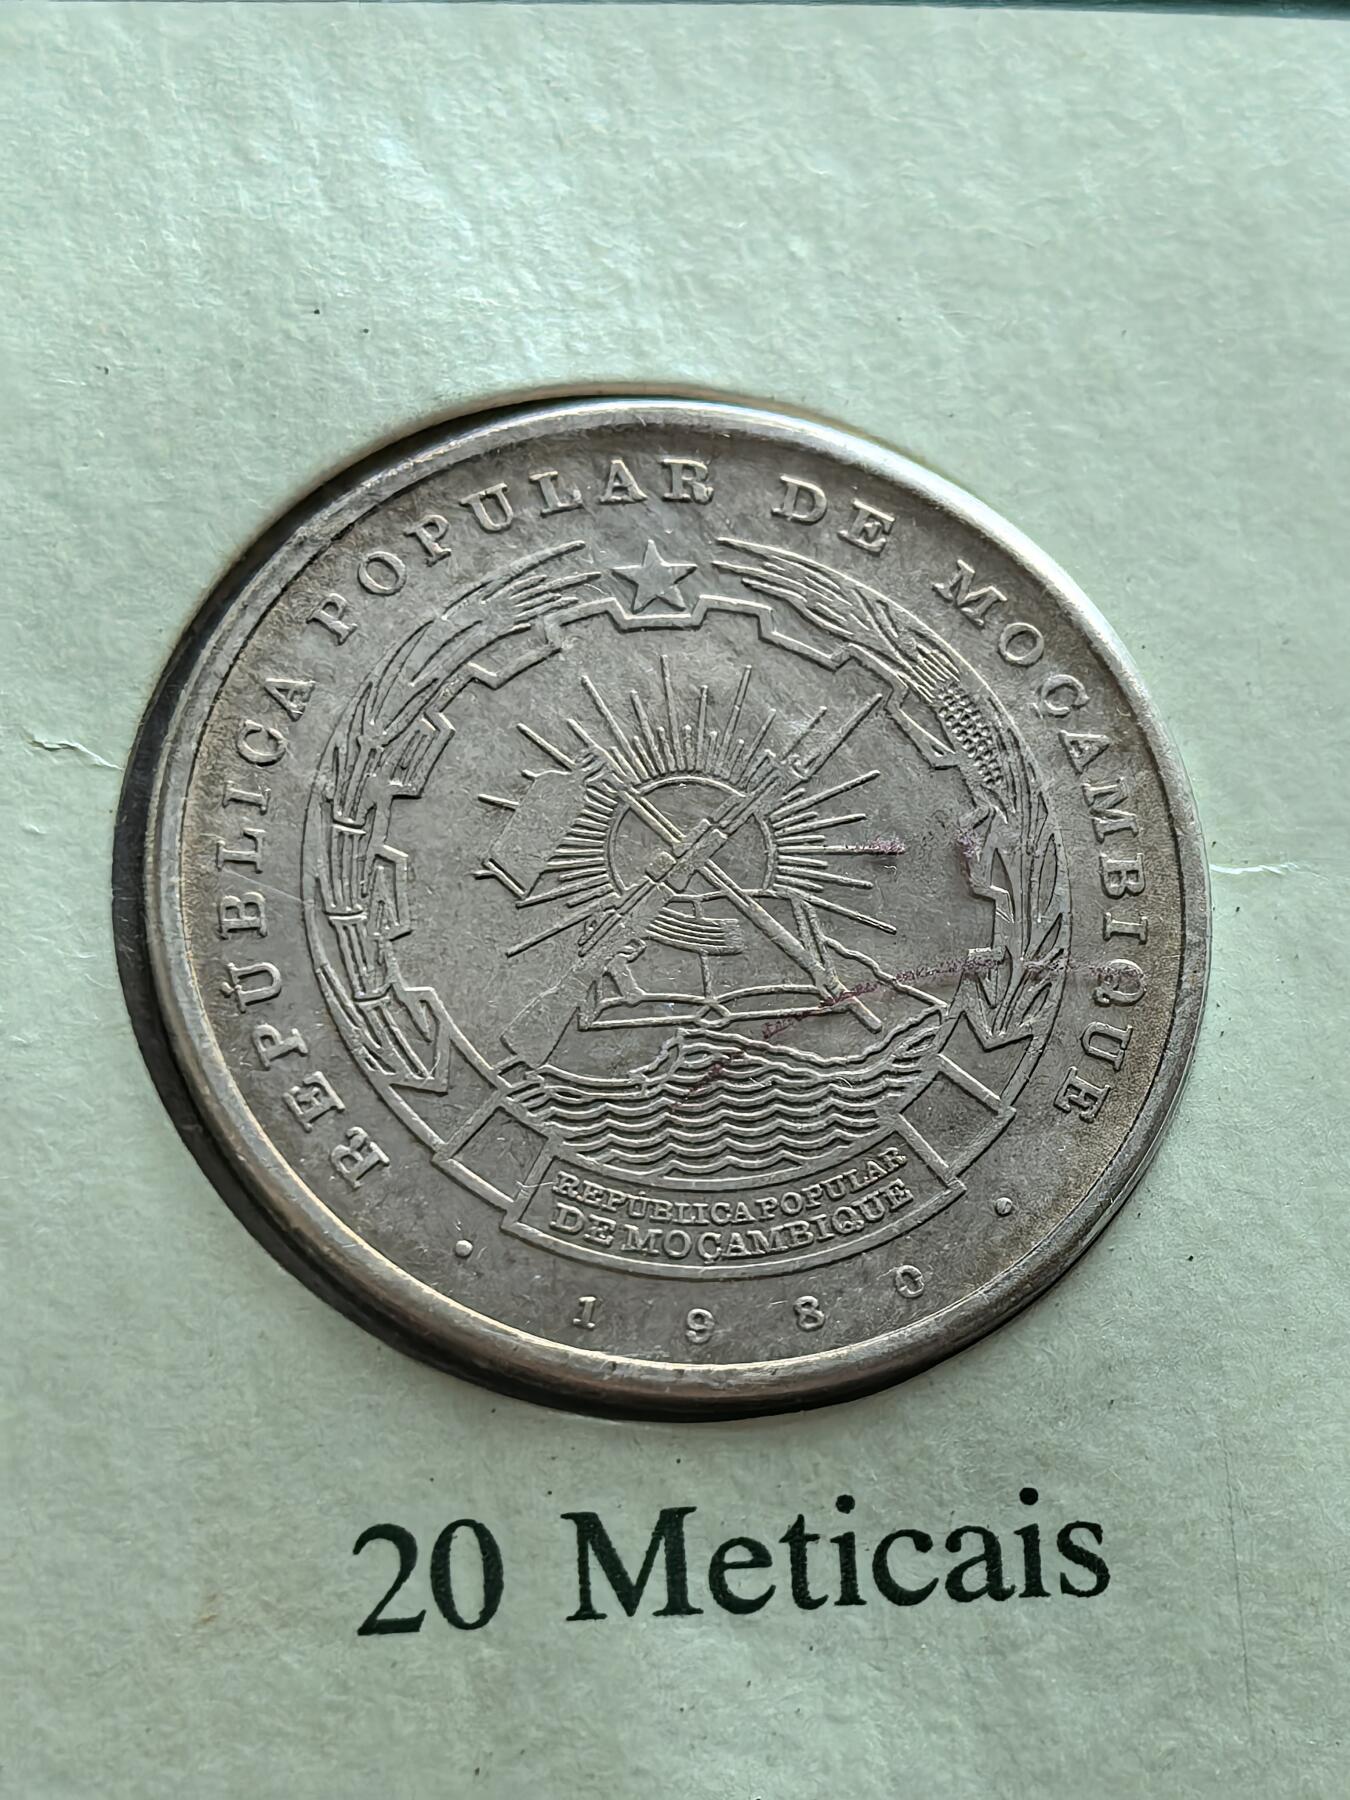 REPÚBLICA POPULAR DE MOÇAMBIQUE
REPÚBLICA POPULAR
DE MOÇAMBIQUE
1980
20 Meticais